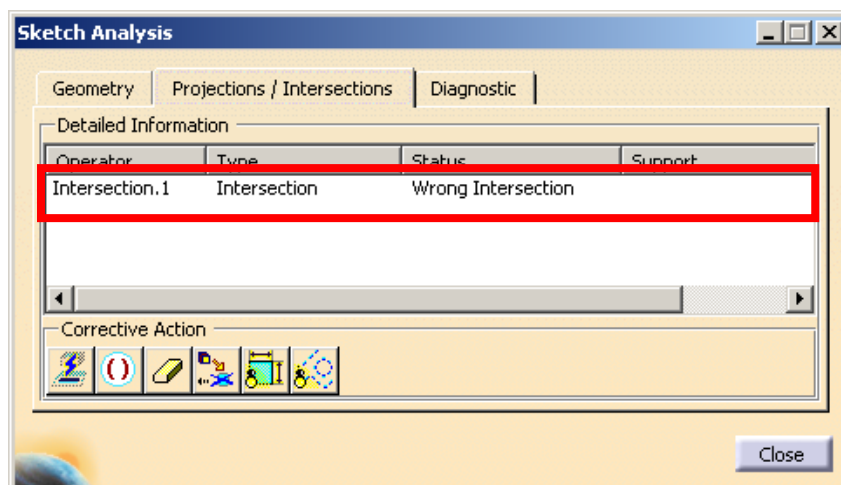 Sketch Analysis
Geometry Projections / Intersections Diagnostic
Detailed Information
Operator Type Status Support
Intersection.1 Intersection Wrong Intersection
Corrective Action
Close